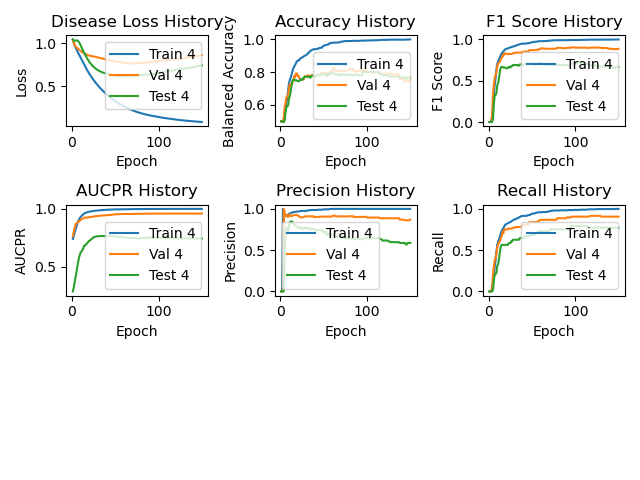 Disease Loss History
Accuracy History
F1 Score History
Loss
1.0
0.5
Train 4
Val 4
Test 4
0
100
Epoch
Balanced Accuracy
1.0
0.8
0.6
Train 4
Val 4
Test 4
0
100
Epoch
F1 Score
1.0
0.5
0.0
Train 4
Val 4
Test 4
0
100
Epoch
AUCPR History
Precision History
Recall History
AUCPR
1.0
0.5
Train 4
Val 4
Test 4
0
100
Epoch
Precision
1.0
0.5
0.0
Train 4
Val 4
Test 4
0
100
Epoch
Recall
1.0
0.5
0.0
Train 4
Val 4
Test 4
0
100
Epoch